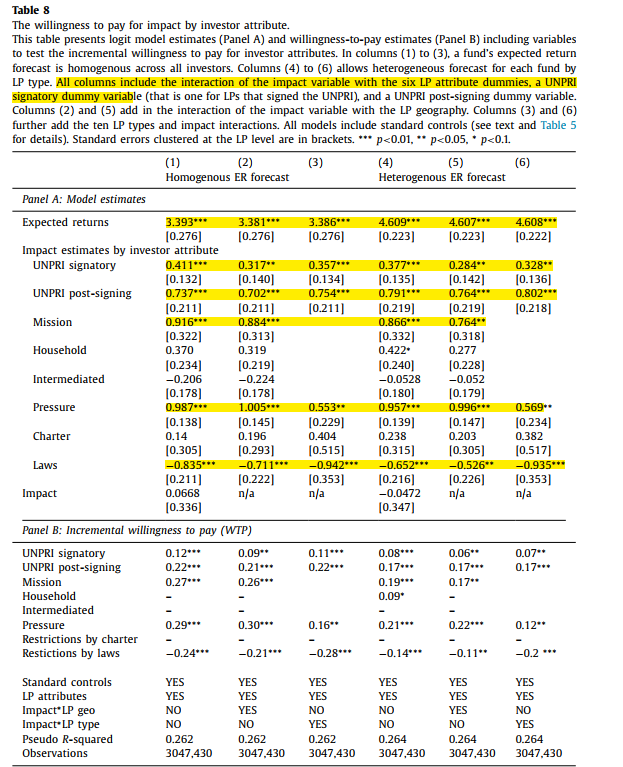 Table 8
The willingness to pay for impact by investor attribute.
This table presents logit model estimates (Panel A) and willingness-to-pay estimates (Panel B) including variables
to test the incremental willingness to pay for investor attributes. In columns (1) to (3), a fund's expected return
forecast is homogenous across all investors. Columns (4) to (6) allows heterogeneous forecast for each fund by
LP type. All columns include the interaction of the impact variable with the six LP attribute dummies, a UNPRI
signatory dummy variable (that is one for LPs that signed the UNPRI), and a UNPRI post-signing dummy variable.
Columns (2) and (5) add in the interaction of the impact variable with the LP geography. Columns (3) and (6)
further add the ten LP types and impact interactions. All models include standard controls (see text and Table 5
for details). Standard errors clustered at the LP level are in brackets. *** p<0.01, ** p<0.05, * p<0.1.
(1) (2) (3) (4) (5) (6)
Homogenous ER forecast Heterogenous ER forecast
Panel A: Model estimates
Expected returns 3.393*** 3.381*** 3.386*** 4.609*** 4.607*** 4.608***
[0.276] [0.276] [0.276] [0.223] [0.223] [0.222]
Impact estimates by investor attribute
UNPRI signatory 0.411*** 0.317** 0.357*** 0.377*** 0.284** 0.328**
[0.132] [0.140] [0.134] [0.135] [0.142] [0.136]
UNPRI post-signing 0.737*** 0.702*** 0.754*** 0.791*** 0.764*** 0.802***
[0.211] [0.211] [0.211] [0.219] [0.219] [0.218]
Mission 0.916*** 0.884*** 0.866*** 0.764**
[0.322] [0.313] [0.332] [0.318]
Household 0.370 0.319 0.422* 0.277
[0.234] [0.219] [0.240] [0.228]
Intermediated −0.206 −0.224 −0.0528 −0.052
[0.178] [0.178] [0.180] [0.179]
Pressure 0.987*** 1.005*** 0.553** 0.957*** 0.996*** 0.569**
[0.138] [0.145] [0.229] [0.139] [0.147] [0.234]
Charter 0.14 0.196 0.404 0.238 0.203 0.382
[0.305] [0.293] [0.515] [0.315] [0.305] [0.517]
Laws −0.835*** −0.711*** −0.942*** −0.652*** −0.526** −0.935***
[0.211] [0.222] [0.353] [0.216] [0.226] [0.353]
Impact 0.0668 n/a n/a −0.0472 n/a n/a
[0.336] [0.347]
Panel B: Incremental willingness to pay (WTP)
UNPRI signatory 0.12*** 0.09** 0.11*** 0.08*** 0.06** 0.07**
UNPRI post-signing 0.22*** 0.21*** 0.22*** 0.17*** 0.17*** 0.17***
Mission 0.27*** 0.26*** 0.19*** 0.17**
Household – – 0.09* –
Intermediated – – – –
Pressure 0.29*** 0.30*** 0.16** 0.21*** 0.22*** 0.12**
Restrictions by charter – – – – – –
Restictions by laws −0.24*** −0.21*** −0.28*** −0.14*** −0.11** −0.2 ***
Standard controls YES YES YES YES YES YES
LP attributes YES YES YES YES YES YES
Impact*LP geo NO YES NO NO YES NO
Impact*LP type NO NO YES NO NO YES
Pseudo R-squared 0.262 0.262 0.262 0.264 0.264 0.264
Observations 3047,430 3047,430 3047,430 3047,430 3047,430 3047,430